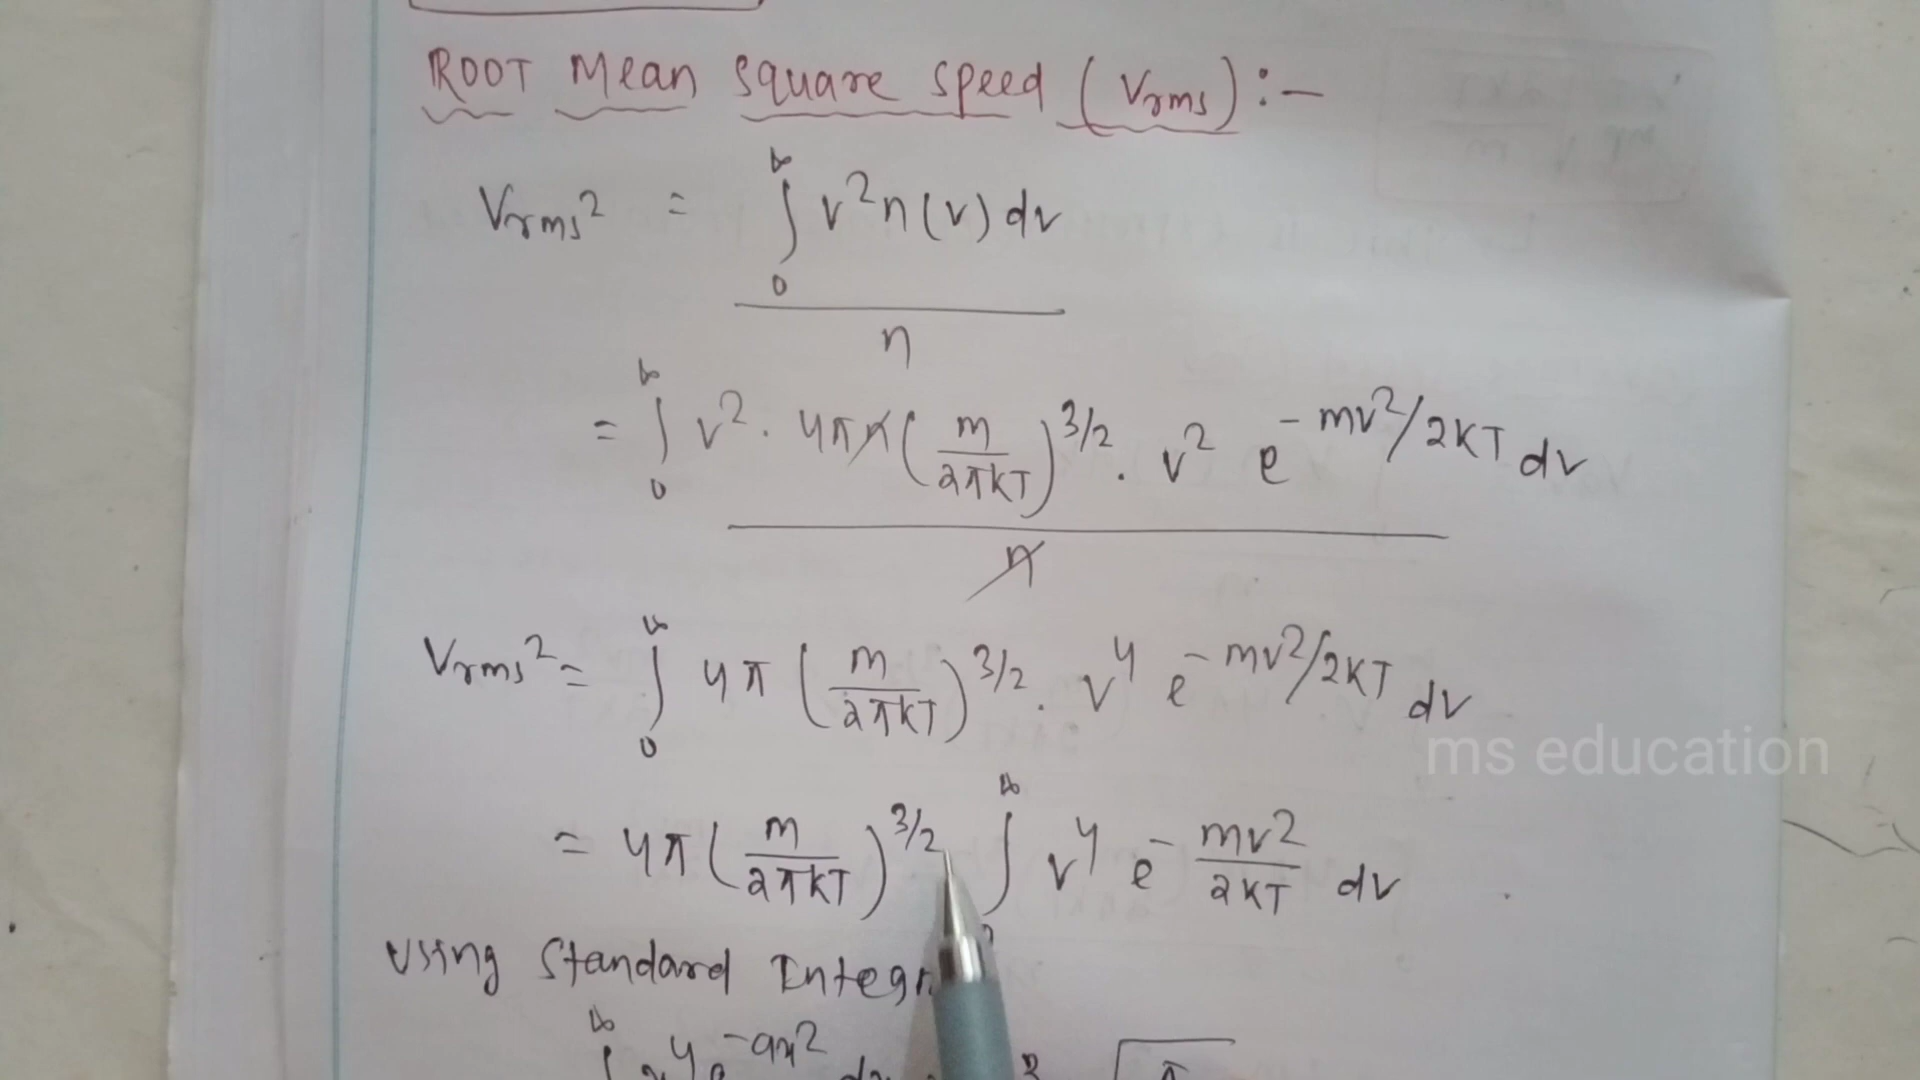 ROOT Mean square speed (Vrms) :-
Vrms² = ∫₀^∞ v² n(v) dv
n
= ∫₀^∞ v² · 4πn (m/2πkT)^3/2 · v² e^-mv²/2KT dv
n
Vrms² = ∫₀^∞ 4π (m/2πkT)^3/2 · v⁴ e^-mv²/2KT dv
ms education
= 4π (m/2πkT)^3/2 ∫^∞ v⁴ e^-mv²/2KT dv
Using Standard
∫^∞ x⁴ e^-ax²